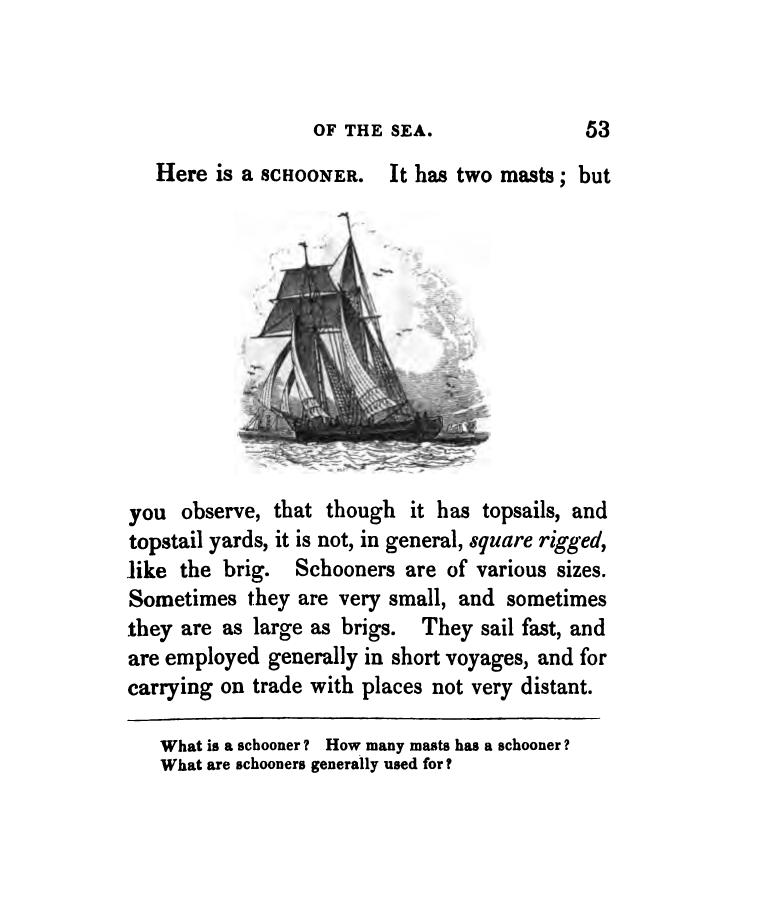 OF THE SEA. 53
Here is a SCHOONER. It has two masts; but
you observe, that though it has topsails, and
topstail yards, it is not, in general, square rigged,
like the brig. Schooners are of various sizes.
Sometimes they are very small, and sometimes
they are as large as brigs. They sail fast, and
are employed generally in short voyages, and for
carrying on trade with places not very distant.
What is a schooner? How many masts has a schooner?
What are schooners generally used for?